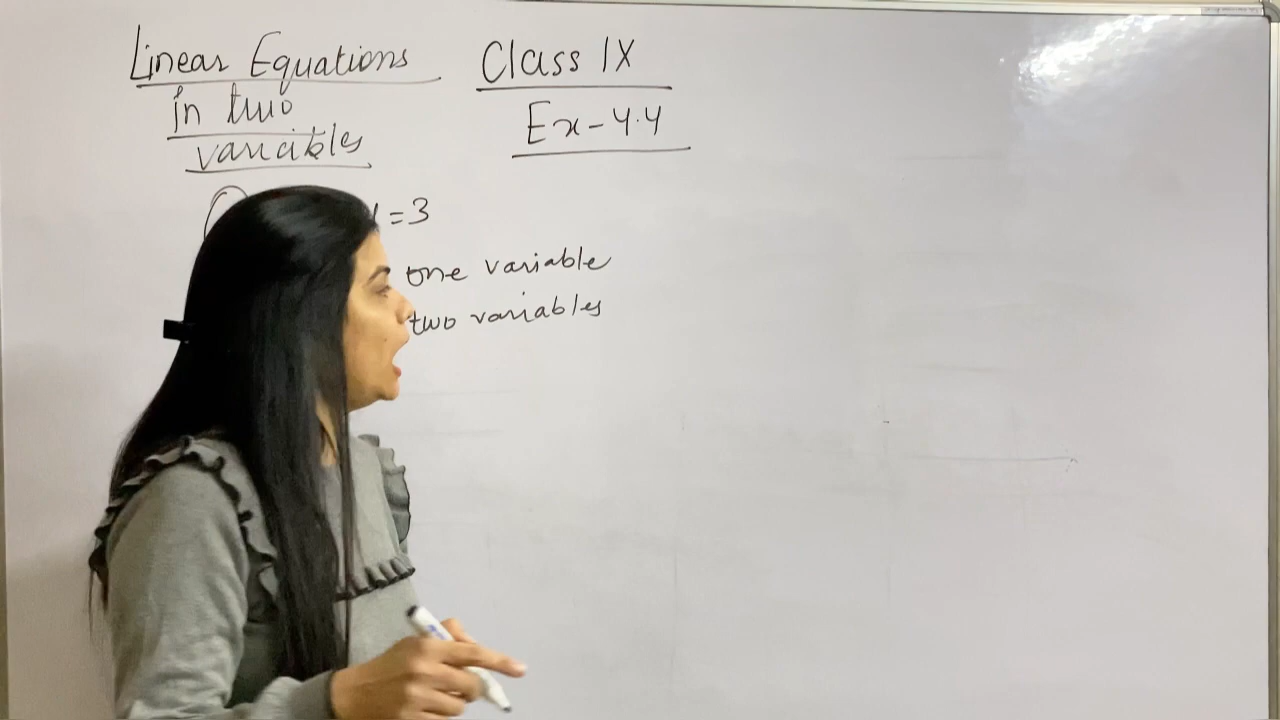 Linear Equations
in two
variables
Class IX
Ex-4.4
= 3
one variable
two variables